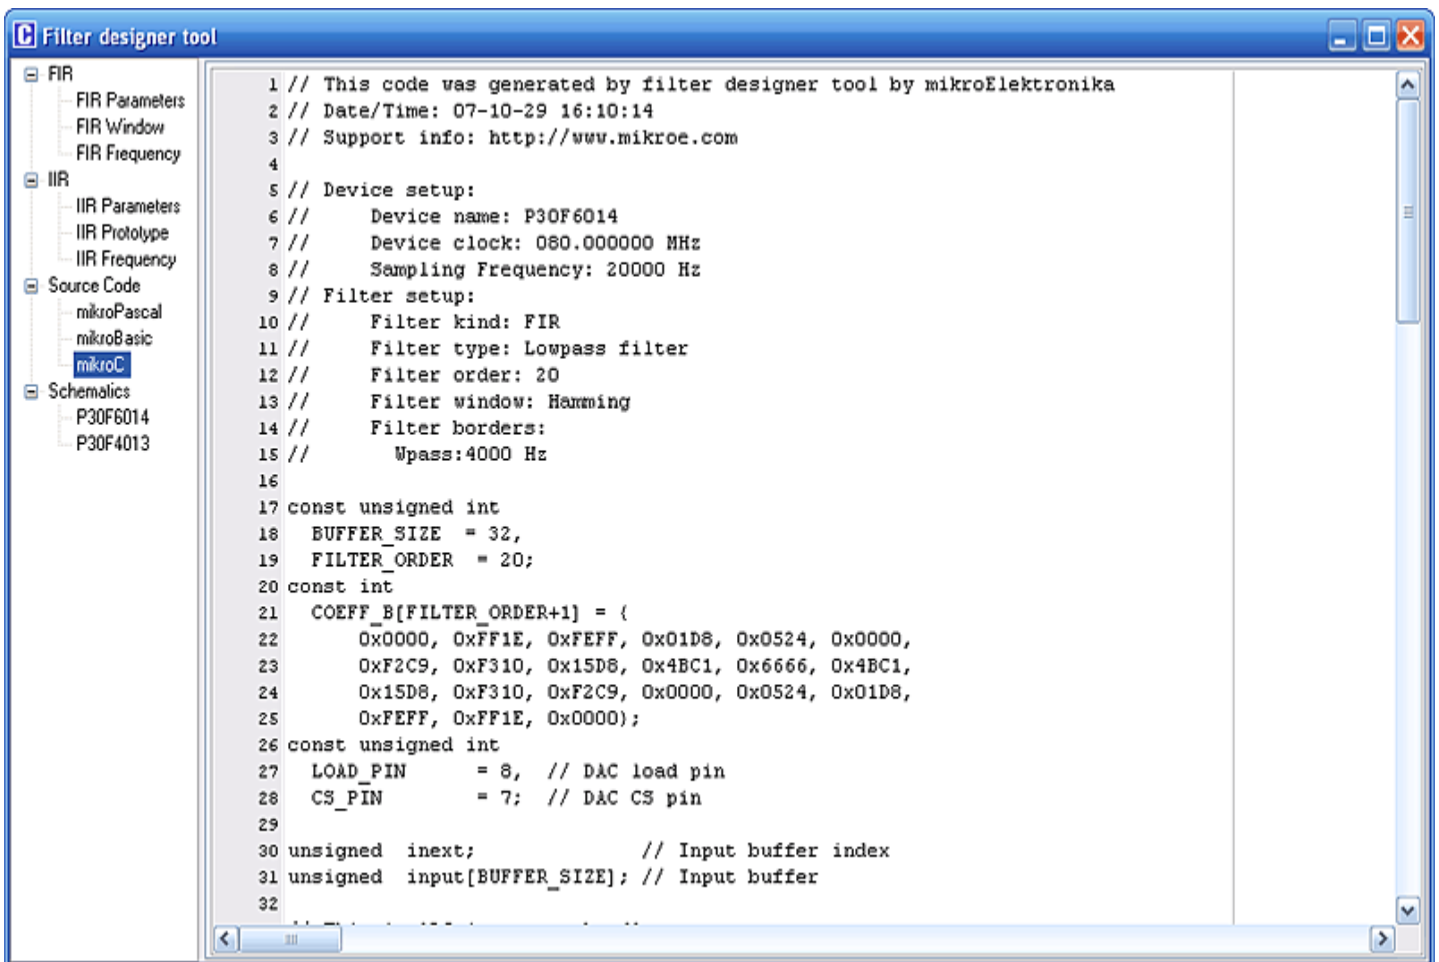 Filter designer tool
FIR
FIR Parameters
FIR Window
FIR Frequency
IIR
IIR Parameters
IIR Prototype
IIR Frequency
Source Code
mikroPascal
mikroBasic
mikroC
Schematics
P30F6014
P30F4013
1 // This code was generated by filter designer tool by mikroElektronika
2 // Date/Time: 07-10-29 16:10:14
3 // Support info: http://www.mikroe.com
4
5 // Device setup:
6 //     Device name: P30F6014
7 //     Device clock: 080.000000 MHz
8 //     Sampling Frequency: 20000 Hz
9 // Filter setup:
10 //     Filter kind: FIR
11 //     Filter type: Lowpass filter
12 //     Filter order: 20
13 //     Filter window: Hamming
14 //     Filter borders:
15 //       Wpass:4000 Hz
16
17 const unsigned int
18   BUFFER_SIZE  = 32,
19   FILTER_ORDER  = 20;
20 const int
21   COEFF_B[FILTER_ORDER+1] = {
22       0x0000, 0xFF1E, 0xFEFF, 0x01D8, 0x0524, 0x0000,
23       0xF2C9, 0xF310, 0x15D8, 0x4BC1, 0x6666, 0x4BC1,
24       0x15D8, 0xF310, 0xF2C9, 0x0000, 0x0524, 0x01D8,
25       0xFEFF, 0xFF1E, 0x0000};
26 const unsigned int
27   LOAD_PIN      = 8,  // DAC load pin
28   CS_PIN        = 7;  // DAC CS pin
29
30 unsigned  inext;              // Input buffer index
31 unsigned  input[BUFFER_SIZE]; // Input buffer
32